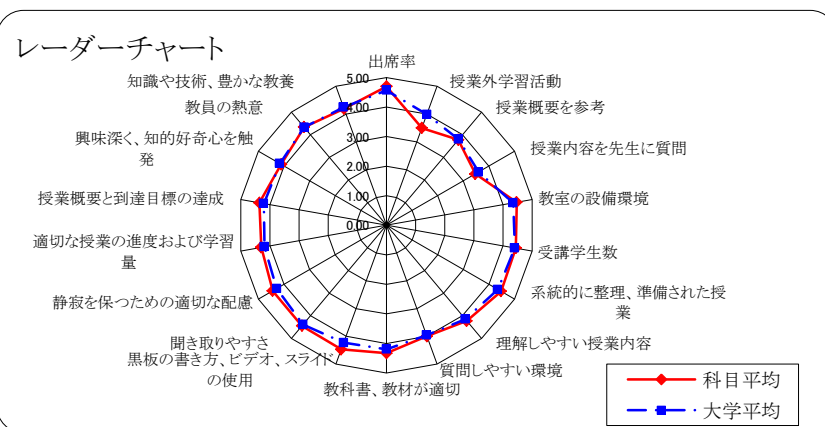 レーダーチャート
出席率
授業外学習活動
授業概要を参考
授業内容を先生に質問
教室の設備環境
受講学生数
系統的に整理、準備された授
業
理解しやすい授業内容
質問しやすい環境
教科書、教材が適切
黒板の書き方、ビデオ、スライド
の使用
聞き取りやすさ
静寂を保つための適切な配慮
適切な授業の進度および学習
量
授業概要と到達目標の達成
興味深く、知的好奇心を触
発
教員の熱意
知識や技術、豊かな教養
5.00
4.00
3.00
2.00
1.00
0.00
科目平均
大学平均